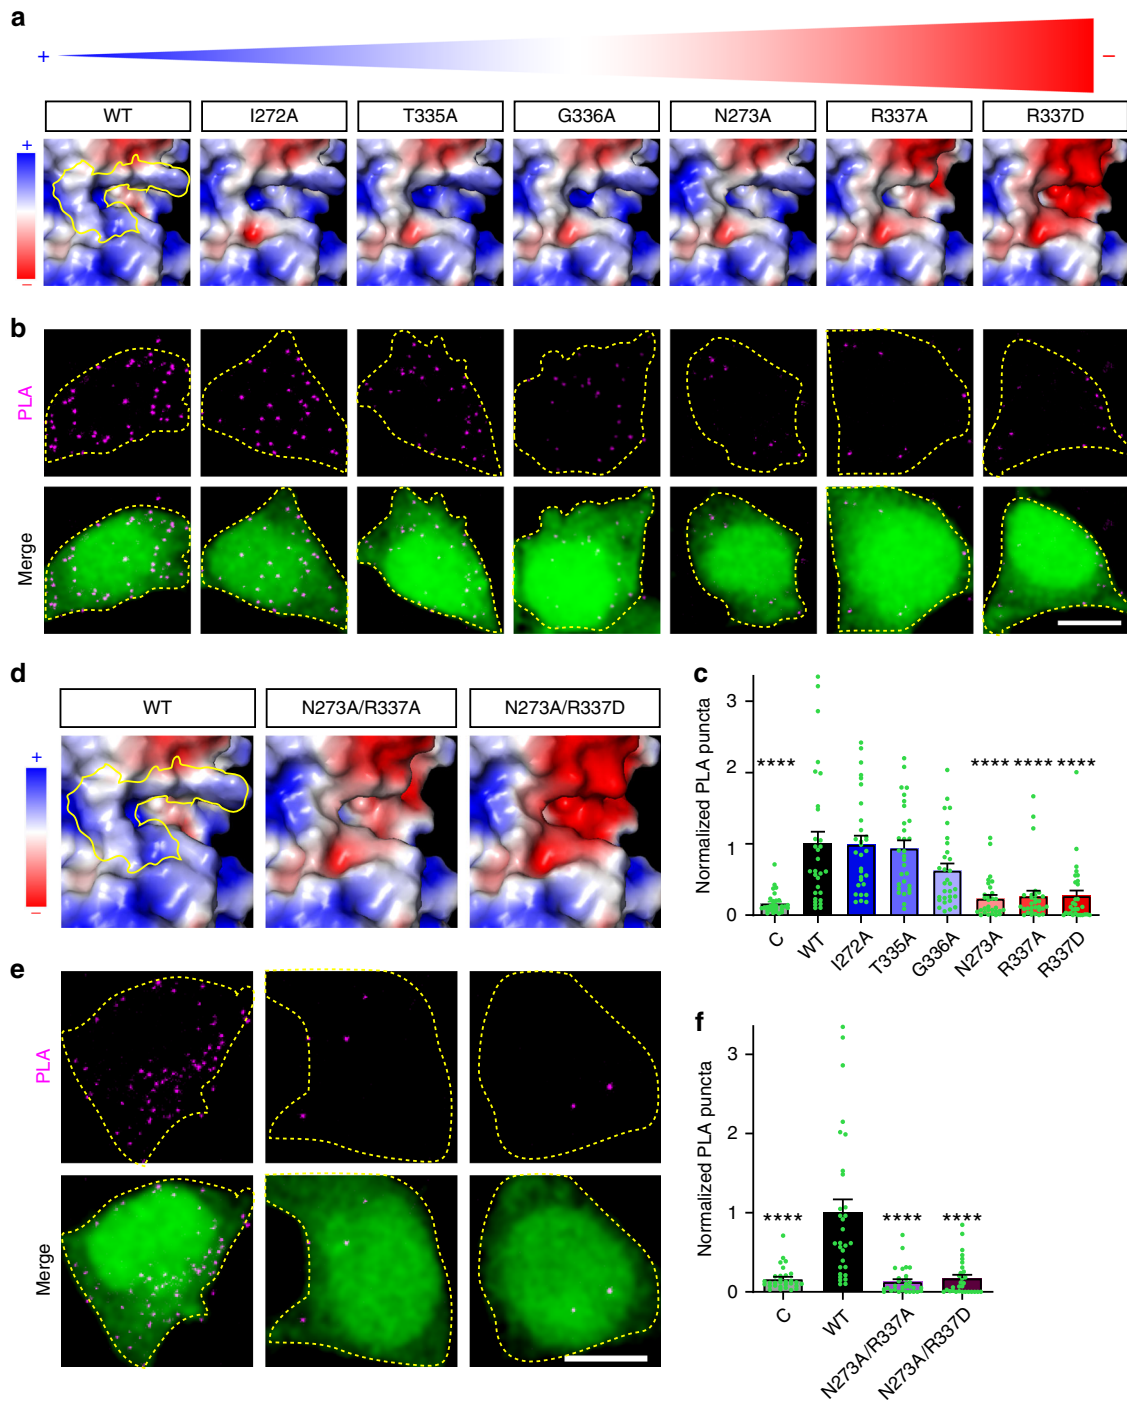 a
+
−
WT I272A T335A G336A N273A R337A R337D
+
−
b
PLA
Merge
d
WT N273A/R337A N273A/R337D
+
−
c
Normalized PLA puncta
3
2
1
0
**** **** **** ****
C WT I272A T335A G336A N273A R337A R337D
e
PLA
Merge
f
Normalized PLA puncta
3
2
1
0
**** **** ****
C WT N273A/R337A N273A/R337D